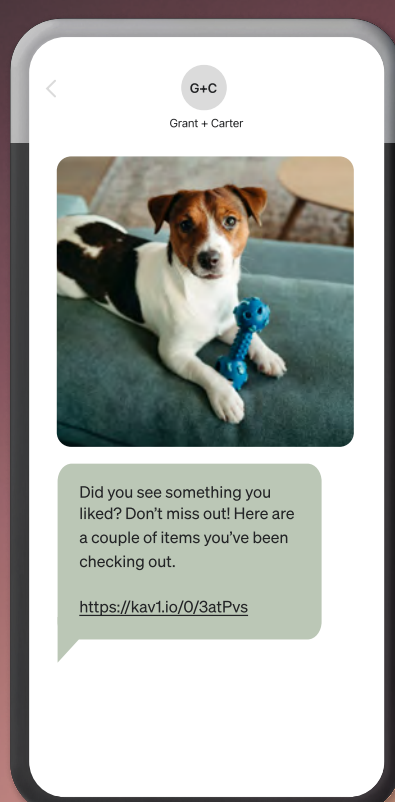 G+C
Grant + Carter
Did you see something you
liked? Don’t miss out! Here are
a couple of items you’ve been
checking out.
https://kav1.io/0/3atPvs